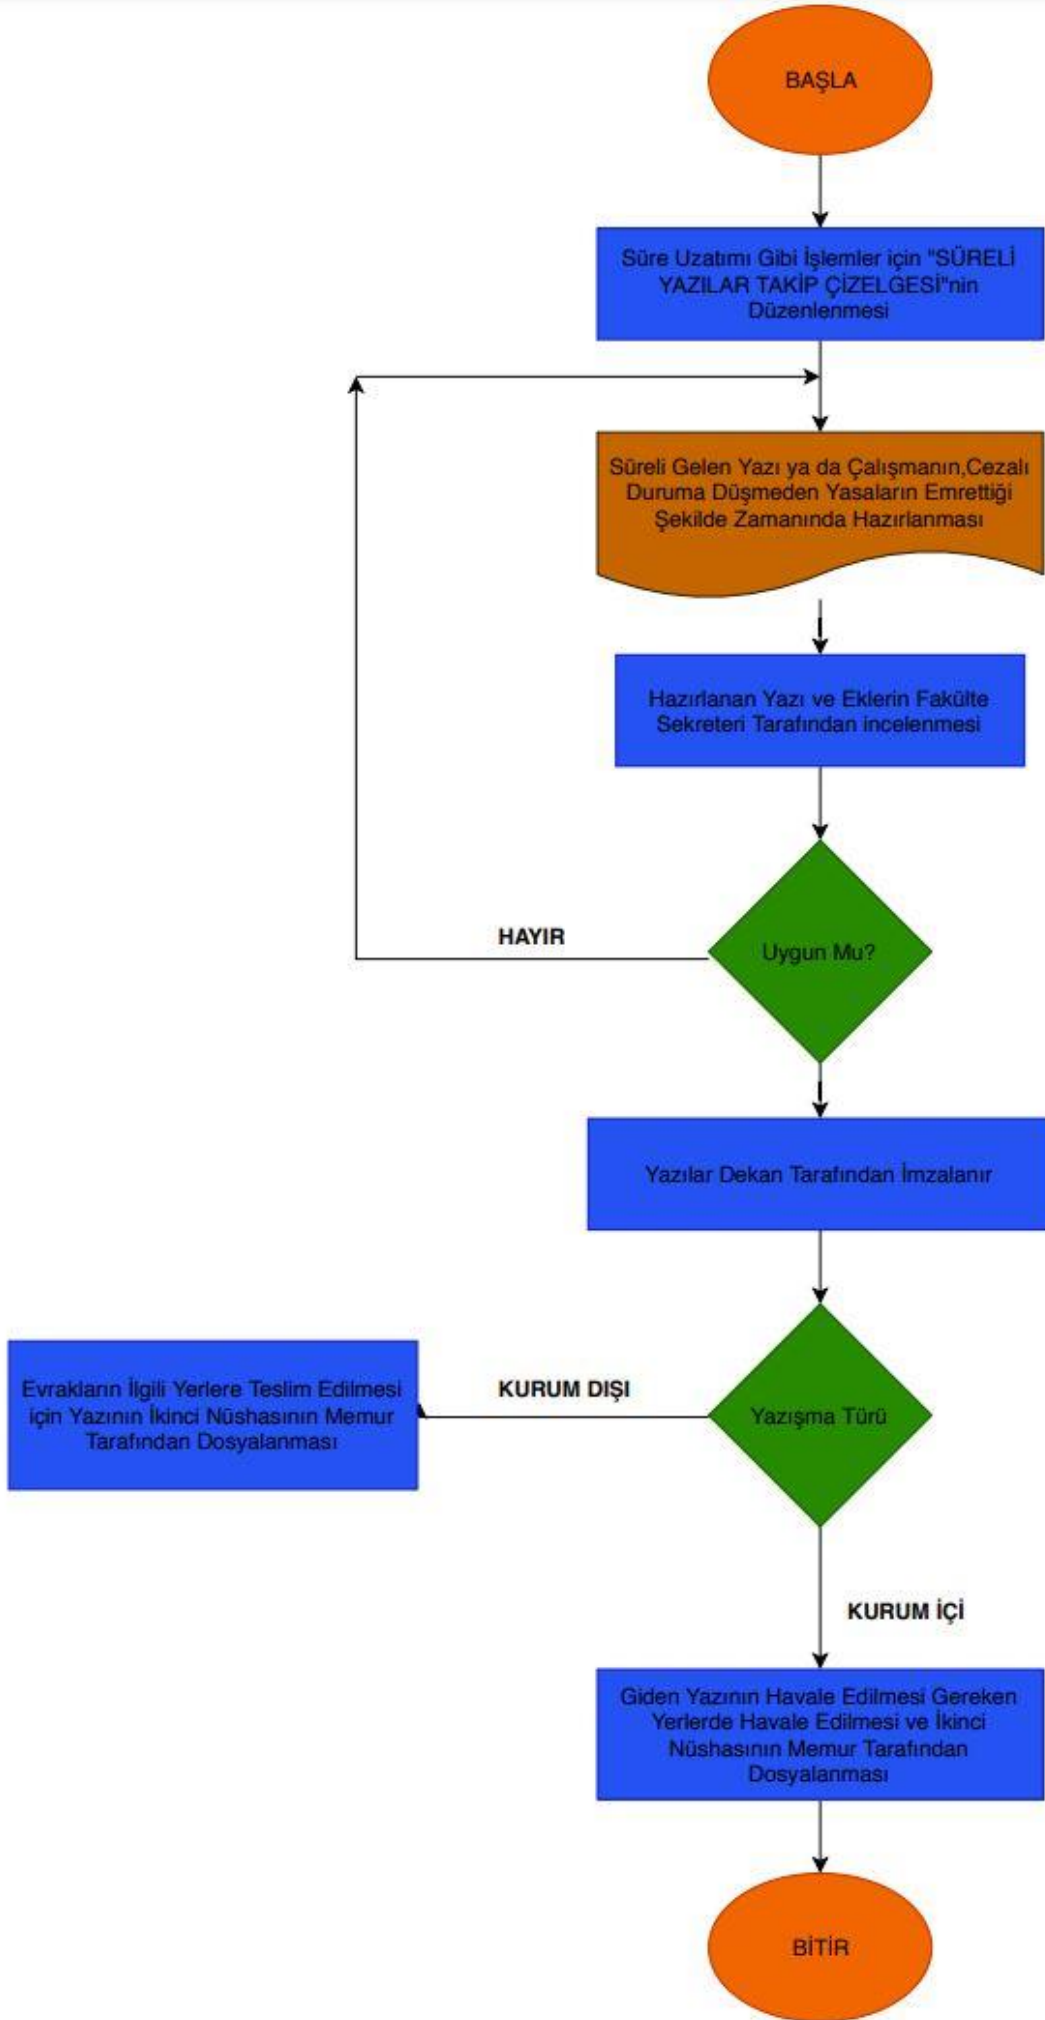 BAŞLA
Süre Uzatımı Gibi İşlemler için "SÜRELİ
YAZILAR TAKİP ÇİZELGESİ"nin
Düzenlenmesi
Süreli Gelen Yazı ya da Çalışmanın,Cezalı
Duruma Düşmeden Yasaların Emrettiği
Şekilde Zamanında Hazırlanması
Hazırlanan Yazı ve Eklerin Fakülte
Sekreteri Tarafından incelenmesi
HAYIR
Uygun Mu?
Yazılar Dekan Tarafından İmzalanır
Evrakların İlgili Yerlere Teslim Edilmesi
için Yazının İkinci Nüshasının Memur
Tarafından Dosyalanması
KURUM DIŞI
Yazışma Türü
KURUM İÇİ
Giden Yazının Havale Edilmesi Gereken
Yerlerde Havale Edilmesi ve İkinci
Nüshasının Memur Tarafından
Dosyalanması
BİTİR